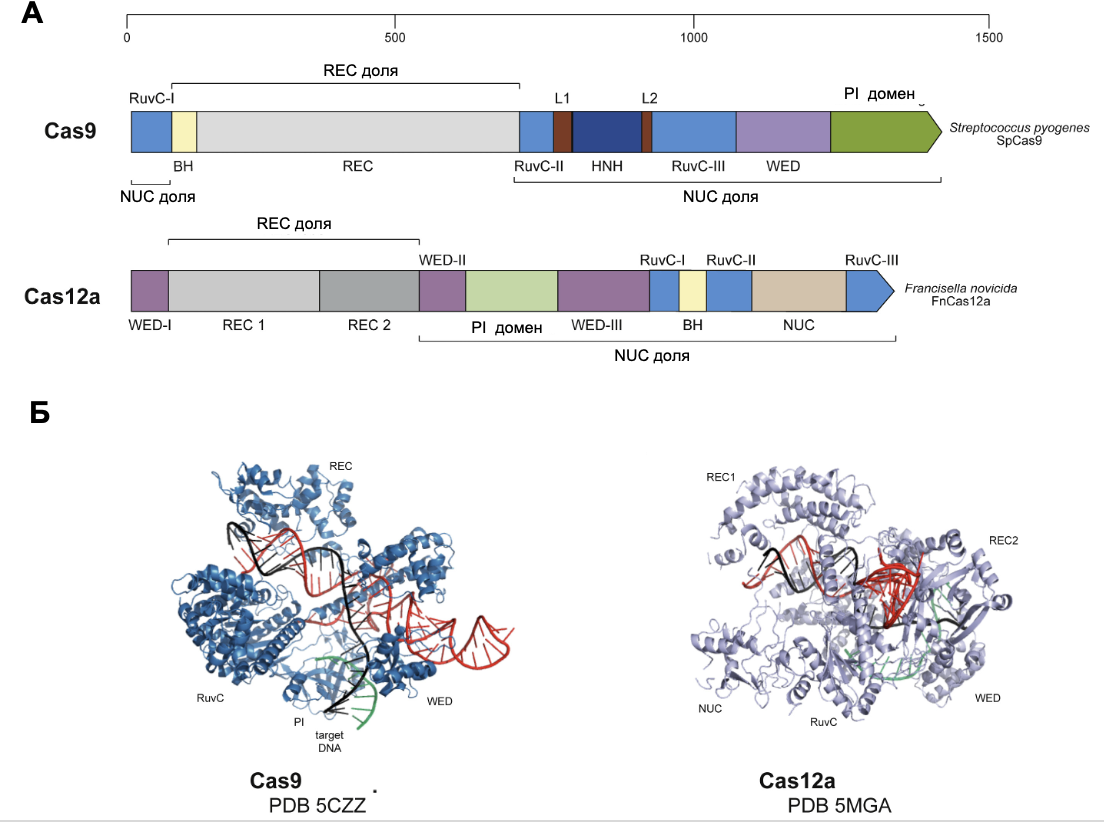 А
0 500 1000 1500
REC доля
RuvC-I L1 L2 PI домен
Cas9
Streptococcus pyogenes
SpCas9
BH REC RuvC-II HNH RuvC-III WED
NUC доля NUC доля
REC доля
WED-II RuvC-I RuvC-II RuvC-III
Cas12a
Francisella novicida
FnCas12a
WED-I REC 1 REC 2 PI домен WED-III BH NUC
NUC доля
Б
REC
RuvC
PI
target
DNA
WED
Cas9
PDB 5CZZ
REC1
REC2
NUC
RuvC
WED
Cas12a
PDB 5MGA